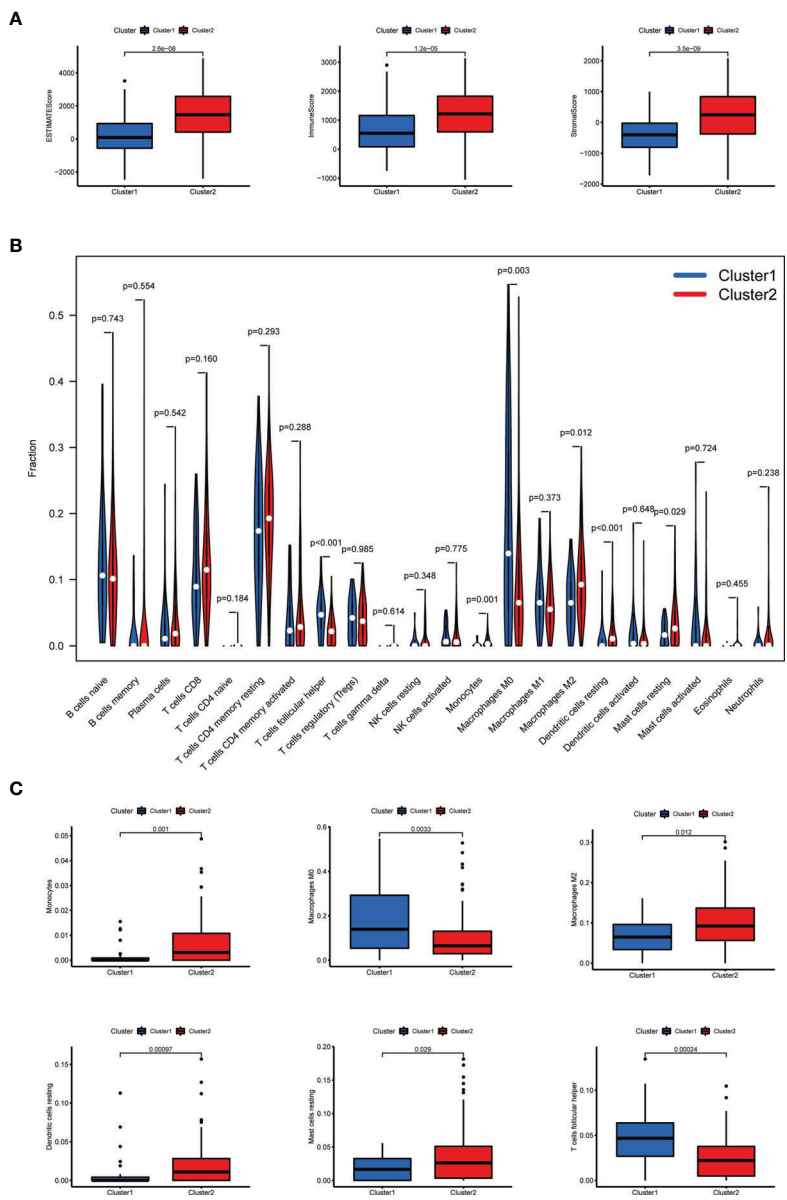 A
Cluster Cluster1 Cluster2
2.6e-08
ESTIMATEScore
4000
2000
0
−2000
Cluster1 Cluster2
Cluster Cluster1 Cluster2
1.2e-05
ImmuneScore
3000
2000
1000
0
−1000
Cluster1 Cluster2
Cluster Cluster1 Cluster2
3.5e-09
StromalScore
2000
1000
0
−1000
−2000
Cluster1 Cluster2
B
Cluster1
Cluster2
Fraction
0.5
0.4
0.3
0.2
0.1
0.0
p=0.743
p=0.554
p=0.542
p=0.160
p=0.184
p=0.293
p=0.288
p<0.001
p=0.985
p=0.614
p=0.348
p=0.775
p=0.001
p=0.003
p=0.373
p=0.012
p<0.001
p=0.648
p=0.029
p=0.724
p=0.455
p=0.238
B cells naive
B cells memory
Plasma cells
T cells CD8
T cells CD4 naive
T cells CD4 memory resting
T cells CD4 memory activated
T cells follicular helper
T cells regulatory (Tregs)
T cells gamma delta
NK cells resting
NK cells activated
Monocytes
Macrophages M0
Macrophages M1
Macrophages M2
Dendritic cells resting
Dendritic cells activated
Mast cells resting
Mast cells activated
Eosinophils
Neutrophils
C
Cluster Cluster1 Cluster2
0.001
Monocytes
0.05
0.04
0.03
0.02
0.01
0.00
Cluster1 Cluster2
Cluster Cluster1 Cluster2
0.0033
Macrophages M0
0.6
0.4
0.2
0.0
Cluster1 Cluster2
Cluster Cluster1 Cluster2
0.012
Macrophages M2
0.3
0.2
0.1
0.0
Cluster1 Cluster2
Cluster Cluster1 Cluster2
0.00097
Dendritic cells resting
0.15
0.10
0.05
0.00
Cluster1 Cluster2
Cluster Cluster1 Cluster2
0.029
Mast cells resting
0.20
0.15
0.10
0.05
0.00
Cluster1 Cluster2
Cluster Cluster1 Cluster2
0.00024
T cells follicular helper
0.10
0.05
0.00
Cluster1 Cluster2